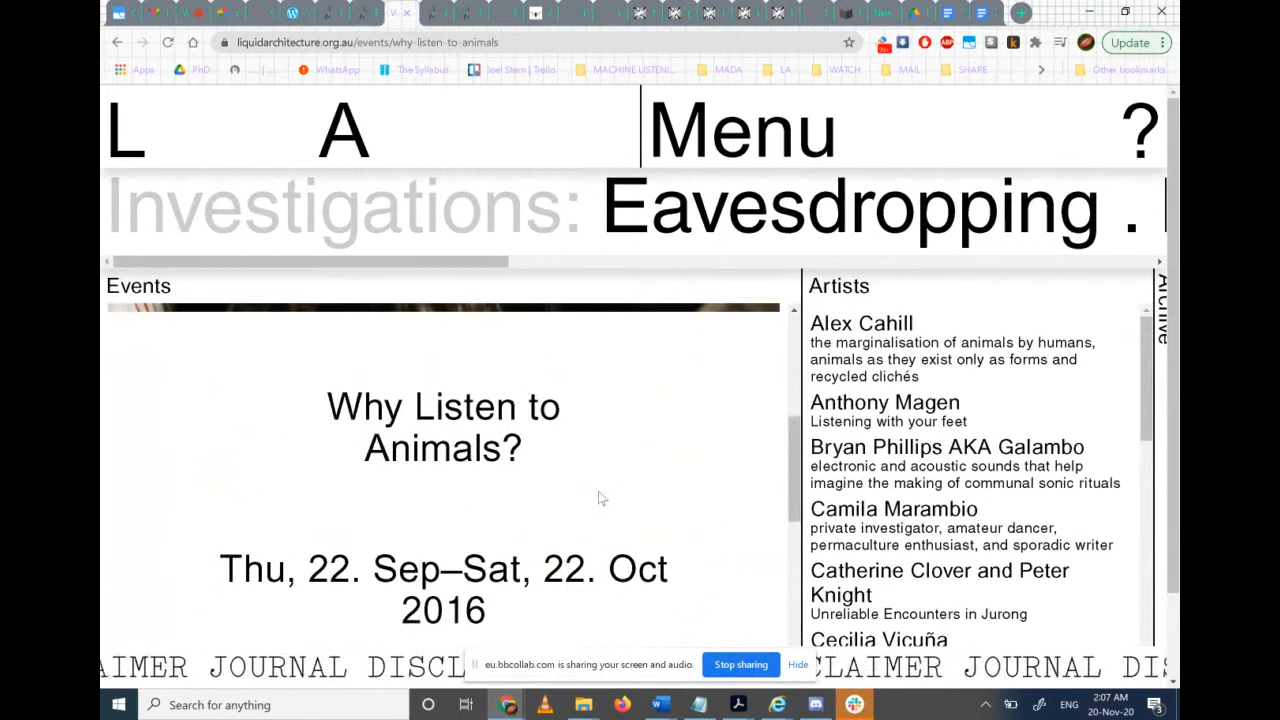 New
liquidarchitecture.org.au/events/why-listen-to-animals
99+
ABP
Update
Apps
PhD
WhatsApp
The Syllabus
Joel Stern | Trello
MACHINE LISTENI...
MADA
LA
WATCH
MAIL
SHARE
Other bookmarks
L A
Menu ?
Investigations: Eavesdropping .
Events
Why Listen to
Animals?
Thu, 22. Sep–Sat, 22. Oct
2016
Artists
Alex Cahill
the marginalisation of animals by humans,
animals as they exist only as forms and
recycled clichés
Anthony Magen
Listening with your feet
Bryan Phillips AKA Galambo
electronic and acoustic sounds that help
imagine the making of communal sonic rituals
Camila Marambio
private investigator, amateur dancer,
permaculture enthusiast, and sporadic writer
Catherine Clover and Peter
Knight
Unreliable Encounters in Jurong
Cecilia Vicuña
Archive
AIMER JOURNAL DISCL CLAIMER JOURNAL DIS
eu.bbcollab.com is sharing your screen and audio.
Stop sharing
Hide
Search for anything
ENG
2:07 AM
20-Nov-20
3